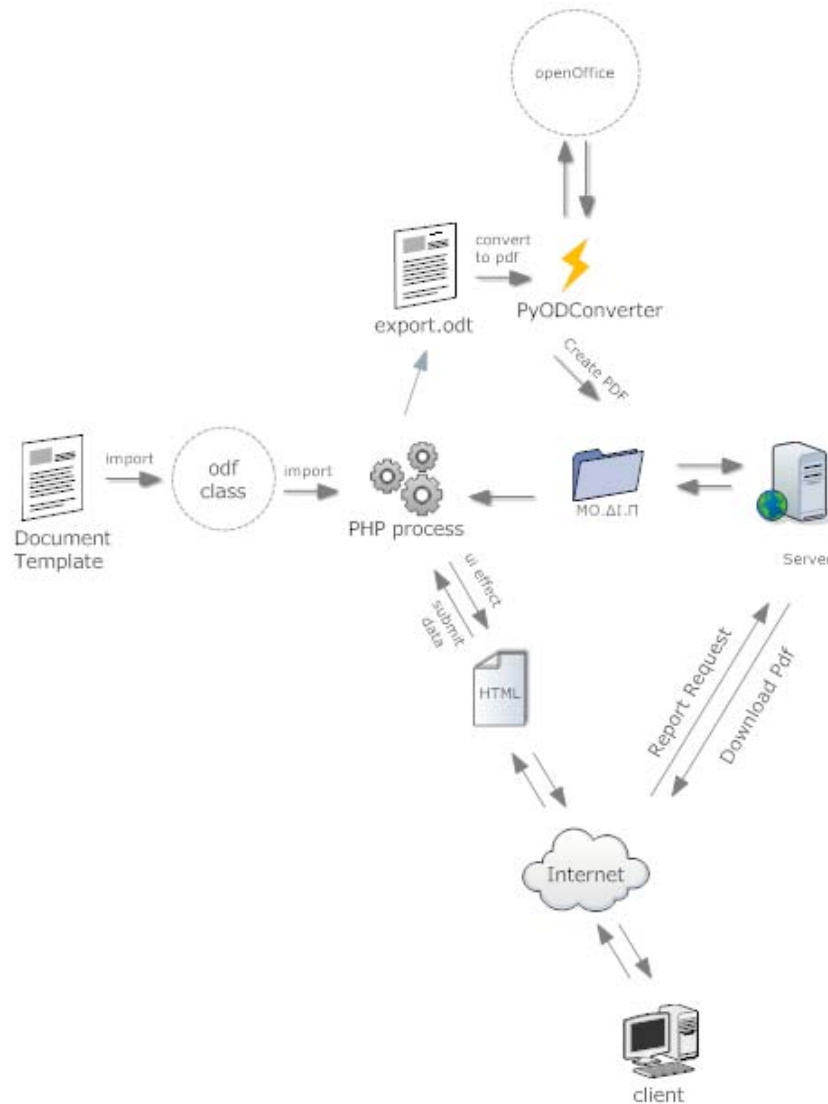 openOffice
convert
to pdf
export.odt
PyODConverter
Create PDF
import
odf
class
import
Document
Template
PHP process
ΜΟ.ΔΙ.Π
Server
ui effect
submit
data
HTML
Report Request
Download Pdf
Internet
client